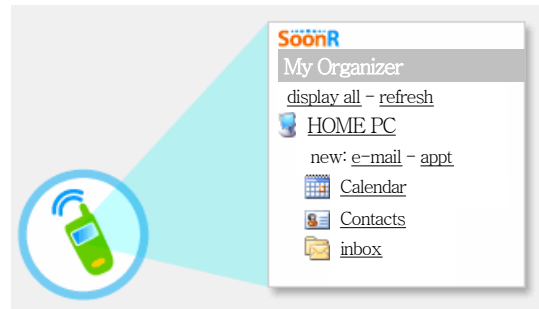 SoonR
My Organizer
display all - refresh
HOME PC
new: e-mail - appt
Calendar
Contacts
inbox